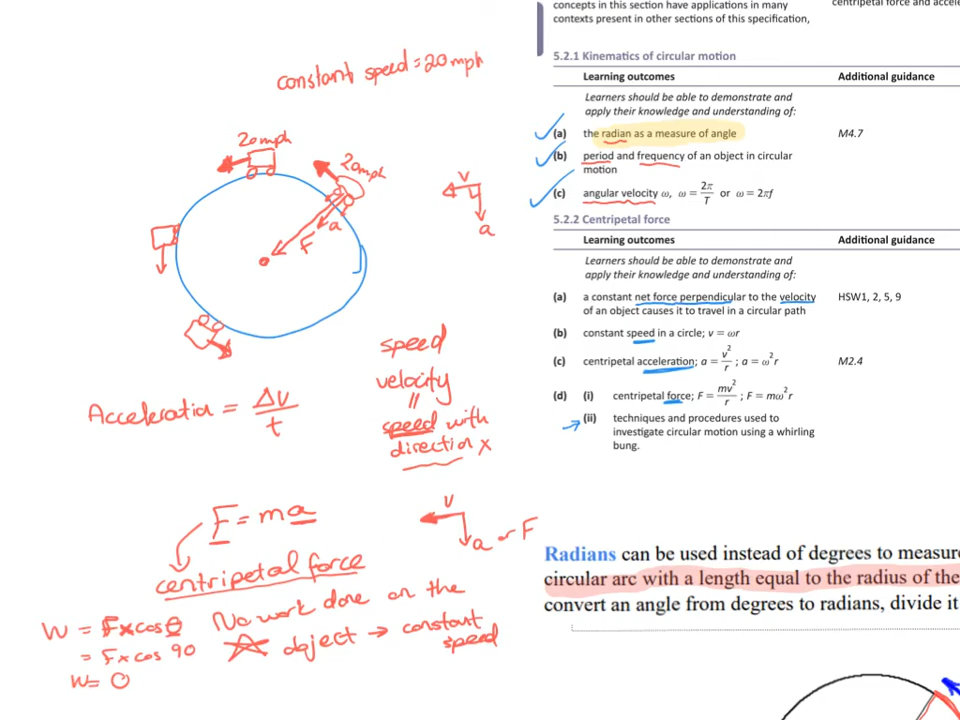 constant speed = 20mph
20mph
20mph
v
a
a
F
speed
velocity
||
speed with
direction x
Acceleration = Δv
t
v
a or F
F = ma
centripetal force
No work done on the
object → constant
speed
W = Fxcosθ
= Fx cos 90
W = 0
concepts in this section have applications in many
contexts present in other sections of this specification,
5.2.1 Kinematics of circular motion
Learning outcomes Additional guidance
Learners should be able to demonstrate and
apply their knowledge and understanding of:
(a) the radian as a measure of angle M4.7
(b) period and frequency of an object in circular
motion
(c) angular velocity ω, ω = 2π/T or ω = 2πf
5.2.2 Centripetal force
Learning outcomes Additional guidance
Learners should be able to demonstrate and
apply their knowledge and understanding of:
(a) a constant net force perpendicular to the velocity HSW1, 2, 5, 9
of an object causes it to travel in a circular path
(b) constant speed in a circle; v = ωr
(c) centripetal acceleration; a = v²/r ; a = ω²r M2.4
(d) (i) centripetal force; F = mv²/r ; F = mω²r
(ii) techniques and procedures used to
investigate circular motion using a whirling
bung.
Radians can be used instead of degrees to measure
circular arc with a length equal to the radius of the
convert an angle from degrees to radians, divide it